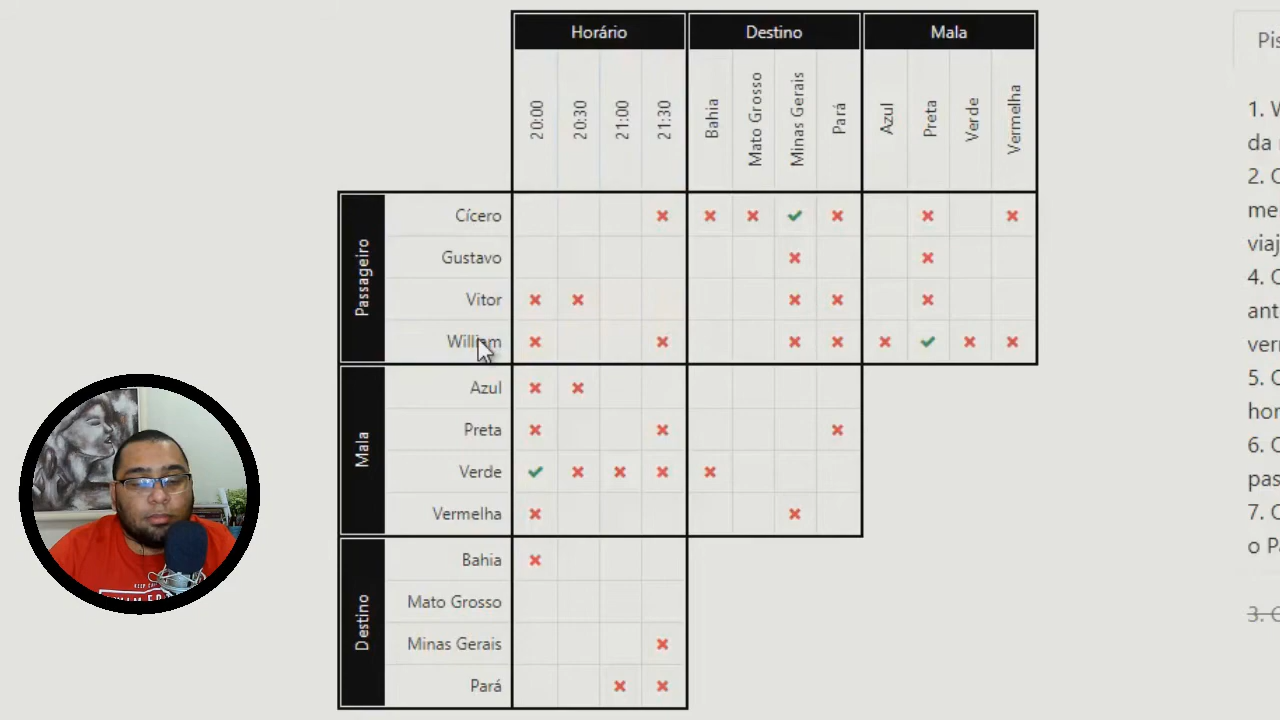 Horário Destino Mala
20:00 20:30 21:00 21:30 Bahia Mato Grosso Minas Gerais Pará Azul Preta Verde Vermelha
Passageiro
Cícero
Gustavo
Vitor
William
Mala
Azul
Preta
Verde
Vermelha
Destino
Bahia
Mato Grosso
Minas Gerais
Pará
Pis
1. W
da
2. C
me
viaj
4. C
ant
ver
5. C
hor
6. C
pas
7. C
o P
3. C